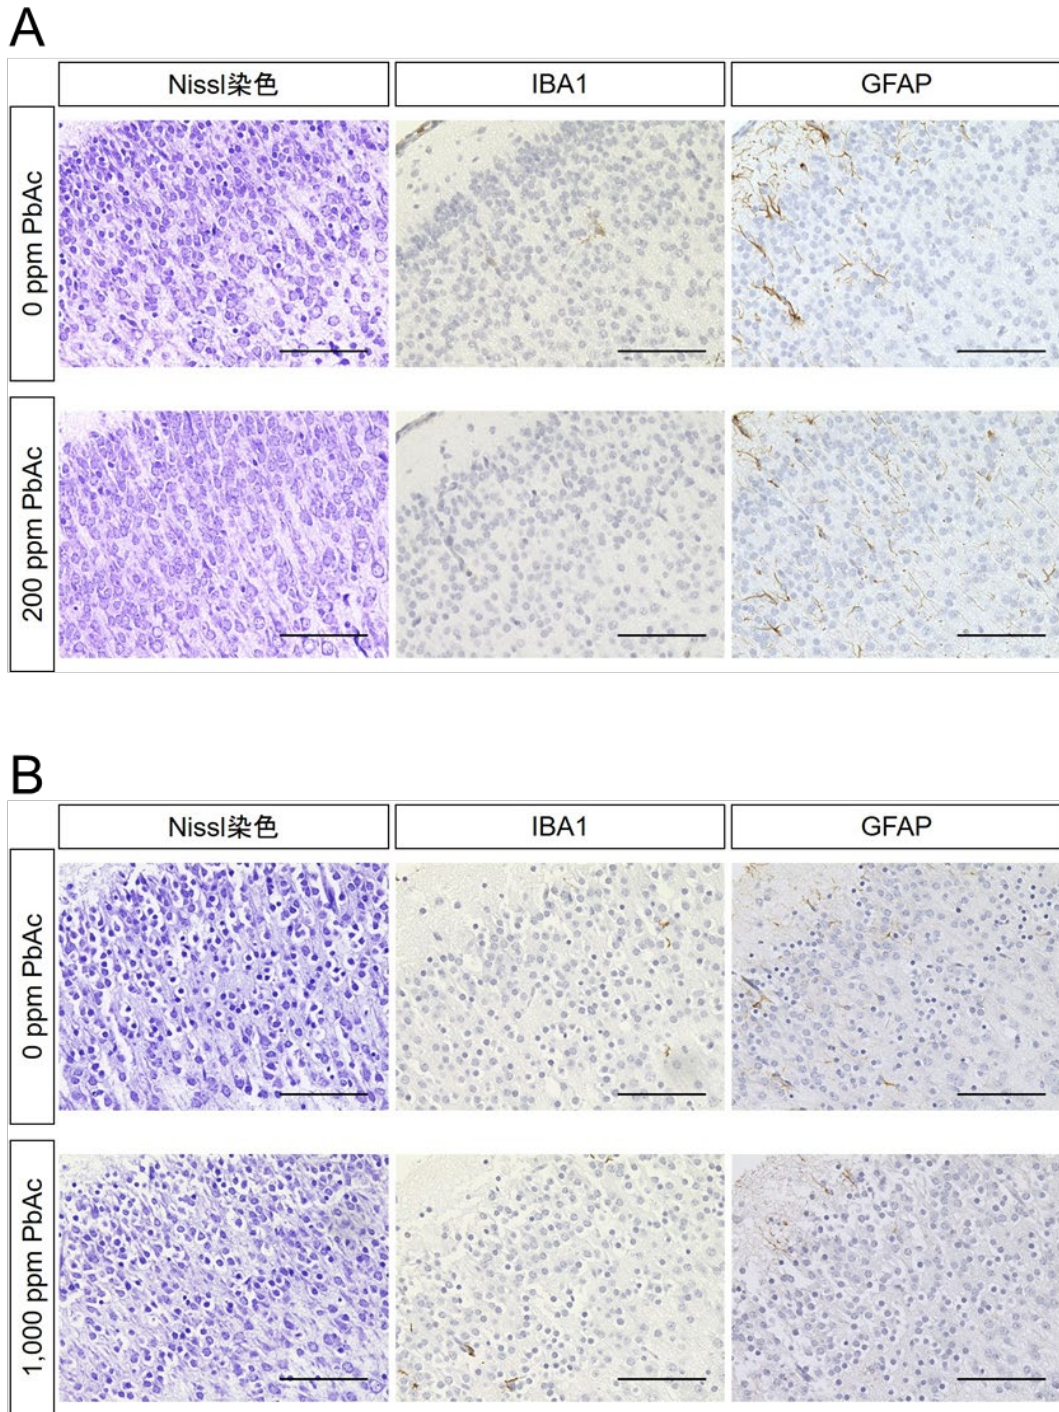 A
Nissl染色
IBA1
GFAP
0 ppm PbAc
200 ppm PbAc
B
Nissl染色
IBA1
GFAP
0 ppm PbAc
1,000 ppm PbAc